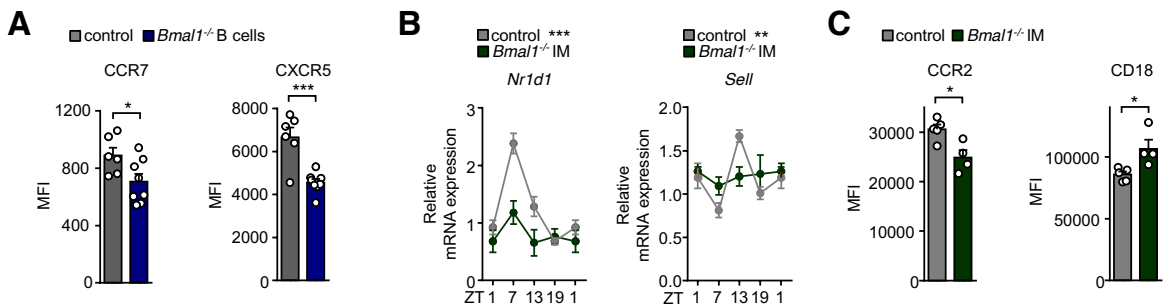 A
control Bmal1-/- B cells
CCR7
CXCR5
*
***
MFI
1200
800
400
0
8000
6000
4000
2000
0
B
control ***
Bmal1-/- IM
Nr1d1
control **
Bmal1-/- IM
Sell
Relative
mRNA expression
3
2
1
0
ZT 1 7 13 19 1
Relative
mRNA expression
2.0
1.5
1.0
0.5
0.0
ZT 1 7 13 19 1
C
control Bmal1-/- IM
CCR2
CD18
*
*
MFI
30000
20000
10000
0
MFI
100000
50000
0